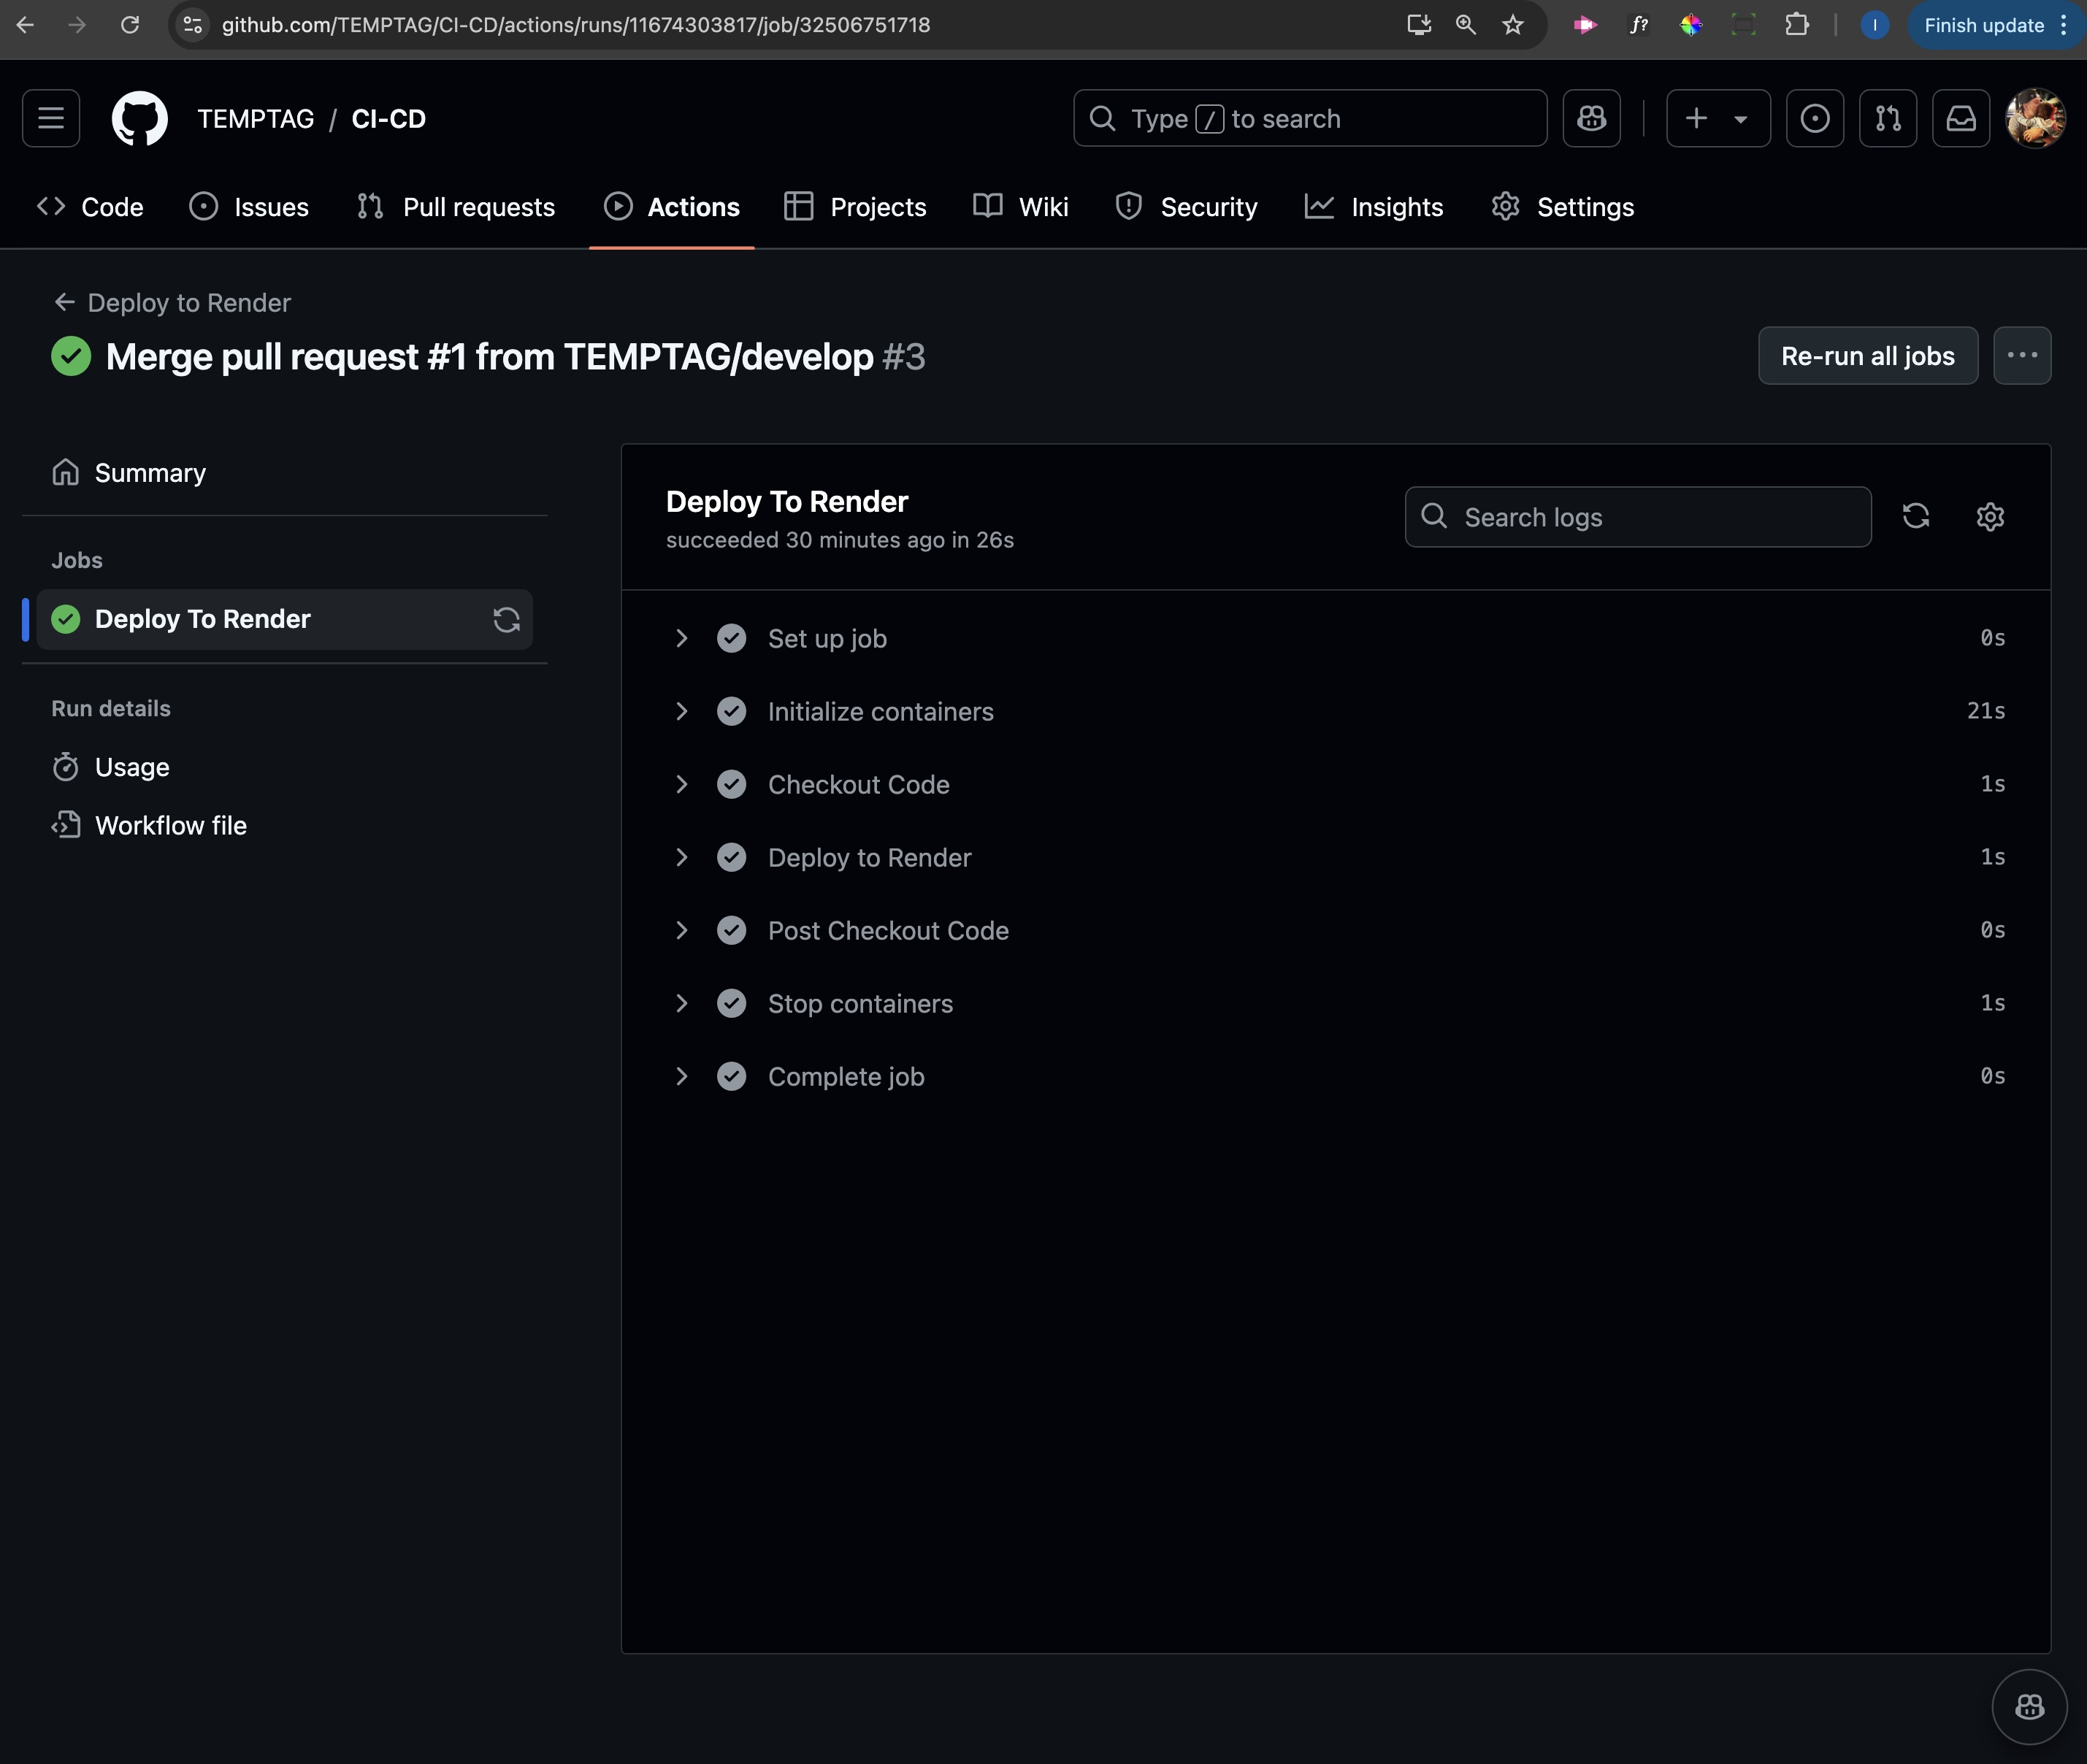 github.com/TEMPTAG/CI-CD/actions/runs/11674303817/job/32506751718
f?
I
Finish update
TEMPTAG / CI-CD
Type / to search
Code
Issues
Pull requests
Actions
Projects
Wiki
Security
Insights
Settings
Deploy to Render
Merge pull request #1 from TEMPTAG/develop #3
Re-run all jobs
Summary
Jobs
Deploy To Render
Run details
Usage
Workflow file
Deploy To Render
succeeded 30 minutes ago in 26s
Search logs
Set up job 0s
Initialize containers 21s
Checkout Code 1s
Deploy to Render 1s
Post Checkout Code 0s
Stop containers 1s
Complete job 0s